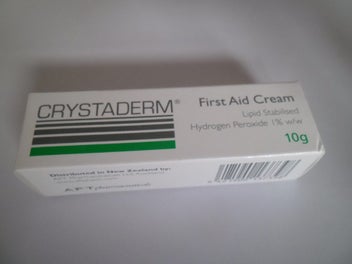 CRYSTADERM®
First Aid Cream
Lipid Stabilised
Hydrogen Peroxide 1% w/w
10g
Distributed in New Zealand by: